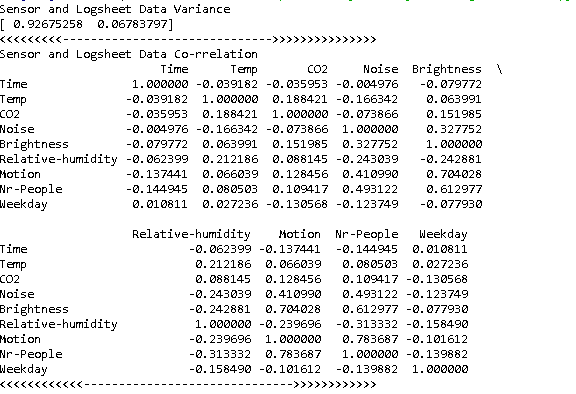 Sensor and Logsheet Data Variance
[ 0.92675258  0.06783797]
<<<<<<<<<<------------------------------->>>>>>>>>>>>>>>
Sensor and Logsheet Data Co-rrelation
                       Time      Temp       CO2     Noise  Brightness  \
Time               1.000000 -0.039182 -0.035953 -0.004976   -0.079772
Temp              -0.039182  1.000000  0.188421 -0.166342    0.063991
CO2               -0.035953  0.188421  1.000000 -0.073866    0.151985
Noise             -0.004976 -0.166342 -0.073866  1.000000    0.327752
Brightness        -0.079772  0.063991  0.151985  0.327752    1.000000
Relative-humidity -0.062399  0.212186  0.088145 -0.243039   -0.242881
Motion            -0.137441  0.066039  0.128456  0.410990    0.704028
Nr-People         -0.144945  0.080503  0.109417  0.493122    0.612977
Weekday            0.010811  0.027236 -0.130568 -0.123749   -0.077930
                   Relative-humidity    Motion  Nr-People   Weekday
Time                       -0.062399 -0.137441  -0.144945  0.010811
Temp                        0.212186  0.066039   0.080503  0.027236
CO2                         0.088145  0.128456   0.109417 -0.130568
Noise                      -0.243039  0.410990   0.493122 -0.123749
Brightness                 -0.242881  0.704028   0.612977 -0.077930
Relative-humidity           1.000000 -0.239696  -0.313332 -0.158490
Motion                     -0.239696  1.000000   0.783687 -0.101612
Nr-People                  -0.313332  0.783687   1.000000 -0.139882
Weekday                    -0.158490 -0.101612  -0.139882  1.000000
<<<<<<<<<<<<------------------------------->>>>>>>>>>>>>